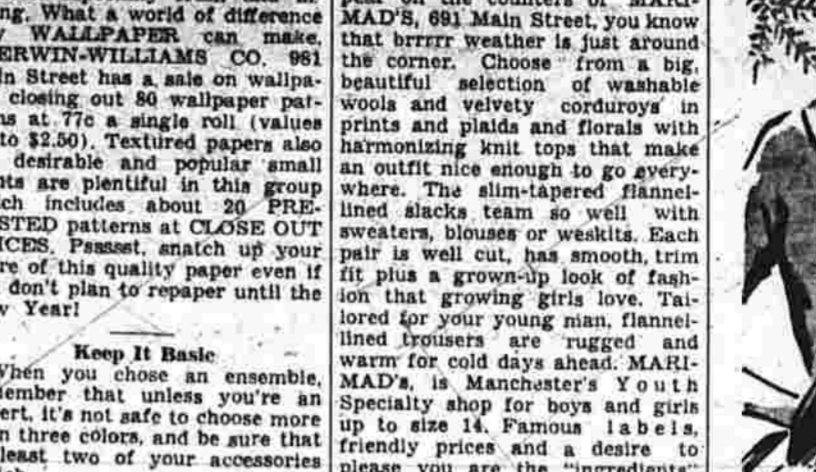 ng. What a world of difference
WALLPAPER can make.
ERWIN-WILLIAMS CO. 981
in Street has a sale on wallpa-
closing out 80 wallpaper pat-
ns at 77c a single roll (values
to $2.50). Textured papers also
desirable and popular small
nts are plentiful in this group
ich includes about 20 PRE-
STED patterns at CLOSE OUT
ICES. Psssst, snatch up your
re of this quality paper even if
don't plan to repaper until the
w Year!
Keep It Basic
When you chose an ensemble,
ember that unless you're an
ert, it's not safe to choose more
n three colors, and be sure that
least two of your accessories
pear on the counters of MARI-
MAD'S, 691 Main Street, you know
that brrrrr weather is just around
the corner. Choose from a big,
beautiful selection of washable
wools and velvety corduroys in
prints and plaids and florals with
harmonizing knit tops that make
an outfit nice enough to go every-
where. The slim-tapered flannel-
lined slacks team so well with
sweaters, blouses or weskits. Each
pair is well cut, has smooth, trim
fit plus a grown-up look of fash-
ion that growing girls love. Tai-
lored for your young man, flannel-
lined trousers are rugged and
warm for cold days ahead. MARI-
MAD's, is Manchester's Youth
Specialty shop for boys and girls
up to size 14. Famous labels,
friendly prices and a desire to
please you are the "ingredients"